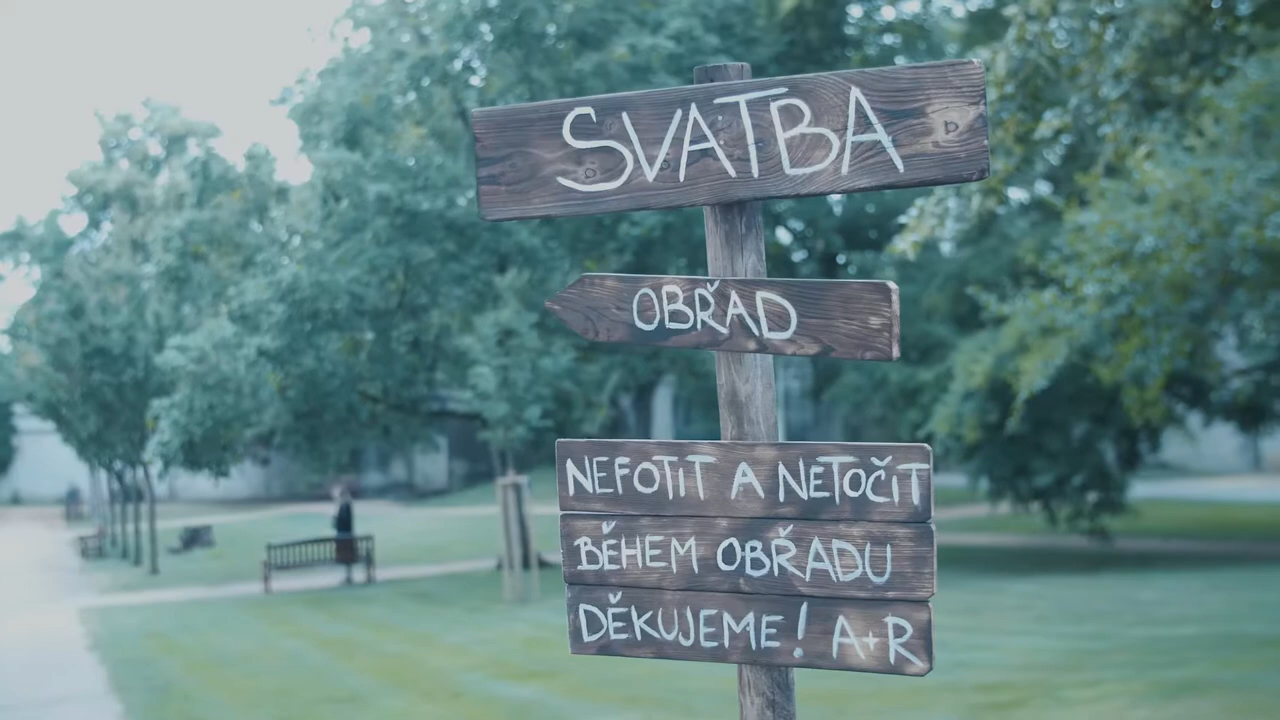 SVATBA
OBŘAD
NEFOTIT A NETOČIT
BĚHEM OBŘADU
DĚKUJEME! A+R